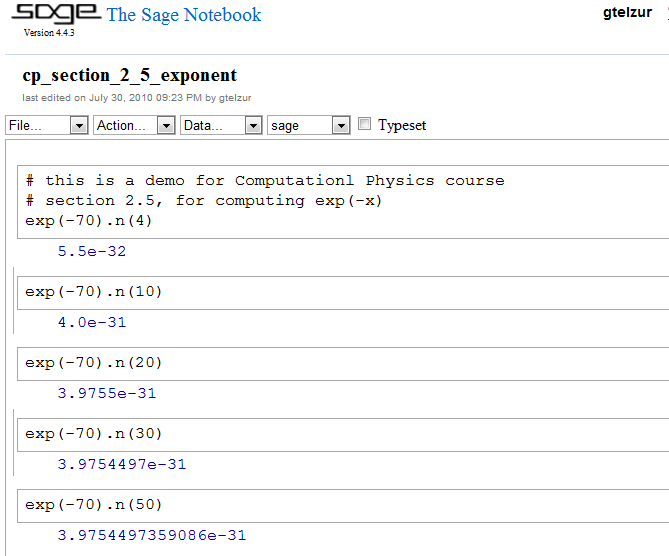 sage The Sage Notebook
gtelzur
Version 4.4.3
cp_section_2_5_exponent
last edited on July 30, 2010 09:23 PM by gtelzur
File... Action... Data... sage Typeset
# this is a demo for Computationl Physics course
# section 2.5, for computing exp(-x)
exp(-70).n(4)
5.5e-32
exp(-70).n(10)
4.0e-31
exp(-70).n(20)
3.9755e-31
exp(-70).n(30)
3.9754497e-31
exp(-70).n(50)
3.9754497359086e-31